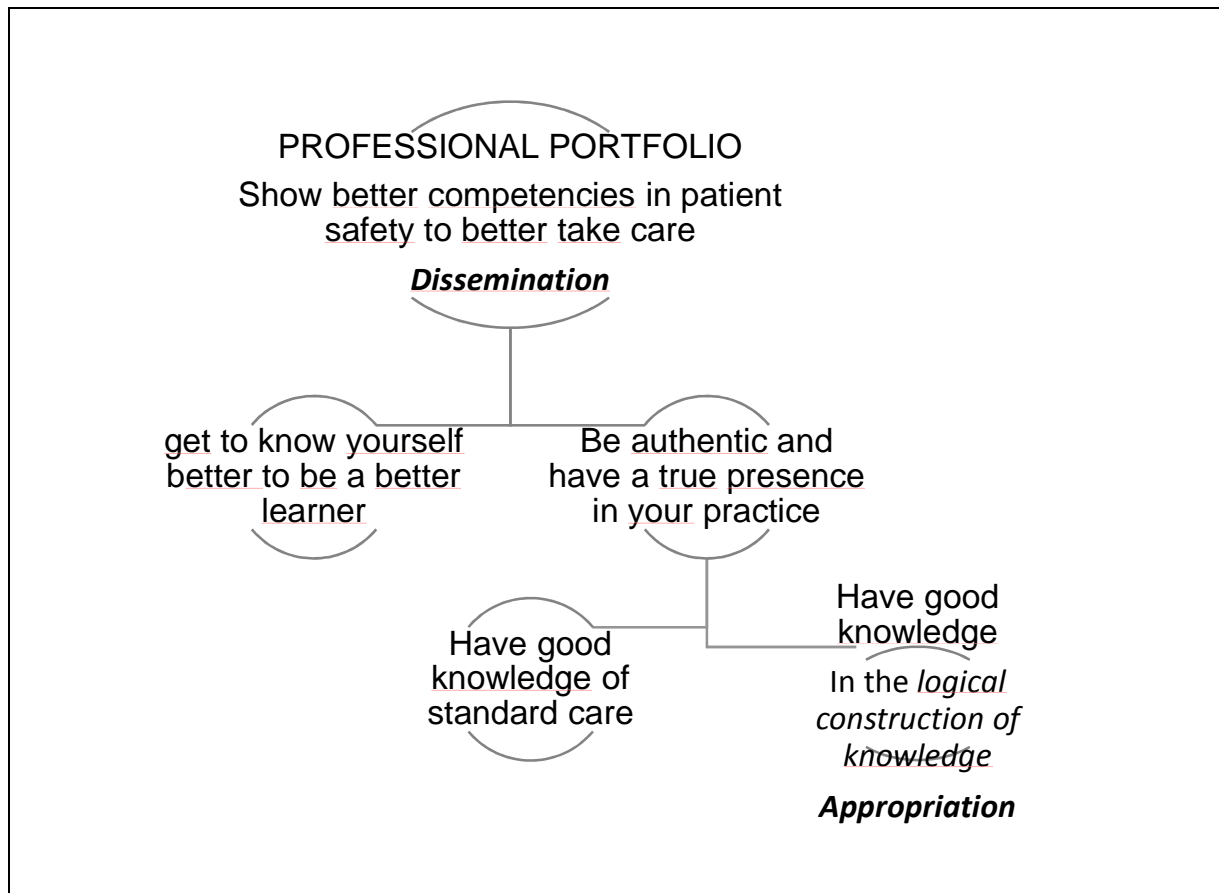 PROFESSIONAL PORTFOLIO
Show better competencies in patient
safety to better take care
Dissemination
get to know yourself
better to be a better
learner
Be authentic and
have a true presence
in your practice
Have good
knowledge of
standard care
Have good
knowledge
In the logical
construction of
knowledge
Appropriation